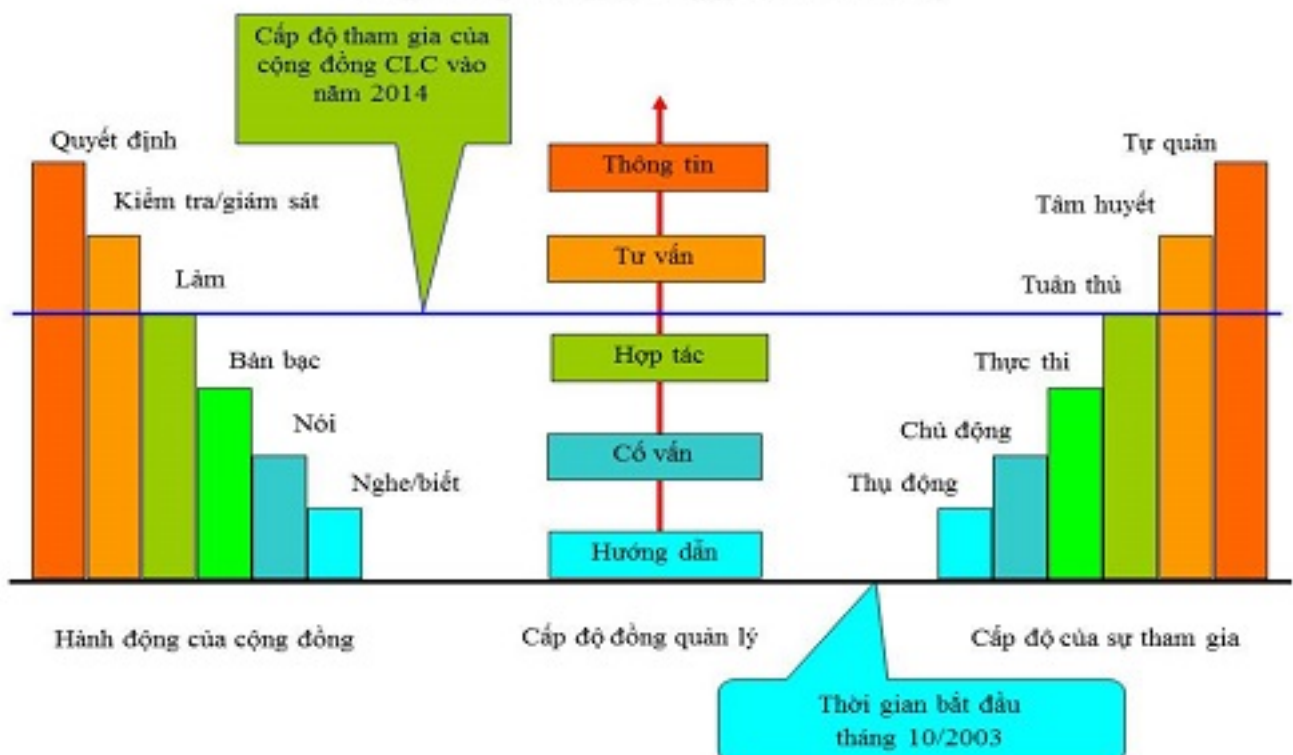 Cấp độ tham gia của
cộng đồng CLC vào
năm 2014
Quyết định
Kiểm tra/giám sát
Làm
Bàn bạc
Nói
Nghe/biết
Thông tin
Tư vấn
Hợp tác
Cố vấn
Hướng dẫn
Tự quản
Tâm huyết
Tuân thủ
Thực thi
Chủ động
Thụ động
Hành động của cộng đồng
Cấp độ đồng quản lý
Cấp độ của sự tham gia
Thời gian bắt đầu
tháng 10/2003